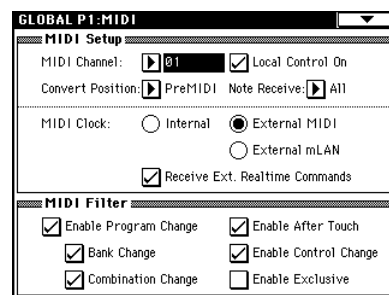 GLOBAL P1:MIDI
MIDI Setup
MIDI Channel: 01 Local Control On
Convert Position: PreMIDI Note Receive: All
MIDI Clock: Internal External MIDI
External mLAN
Receive Ext. Realtime Commands
MIDI Filter
Enable Program Change Enable After Touch
Bank Change Enable Control Change
Combination Change Enable Exclusive